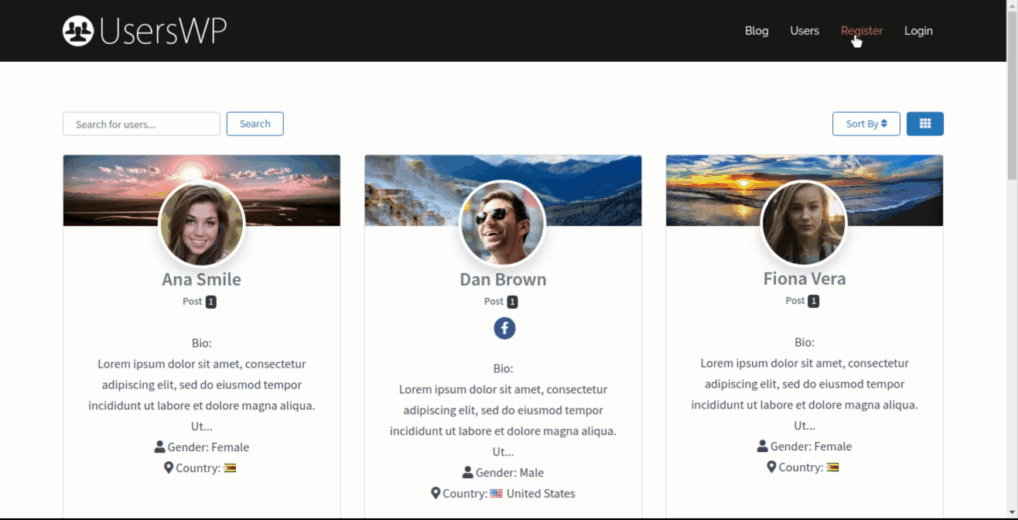 UsersWP
Blog Users Register Login
Search for users... Search
Sort By
Ana Smile
Post 1
Bio:
Lorem ipsum dolor sit amet, consectetur
adipiscing elit, sed do eiusmod tempor
incididunt ut labore et dolore magna aliqua.
Ut...
Gender: Female
Country:
Dan Brown
Post 1
Bio:
Lorem ipsum dolor sit amet, consectetur
adipiscing elit, sed do eiusmod tempor
incididunt ut labore et dolore magna aliqua.
Ut...
Gender: Male
Country: United States
Fiona Vera
Post 1
Bio:
Lorem ipsum dolor sit amet, consectetur
adipiscing elit, sed do eiusmod tempor
incididunt ut labore et dolore magna aliqua.
Ut...
Gender: Female
Country: